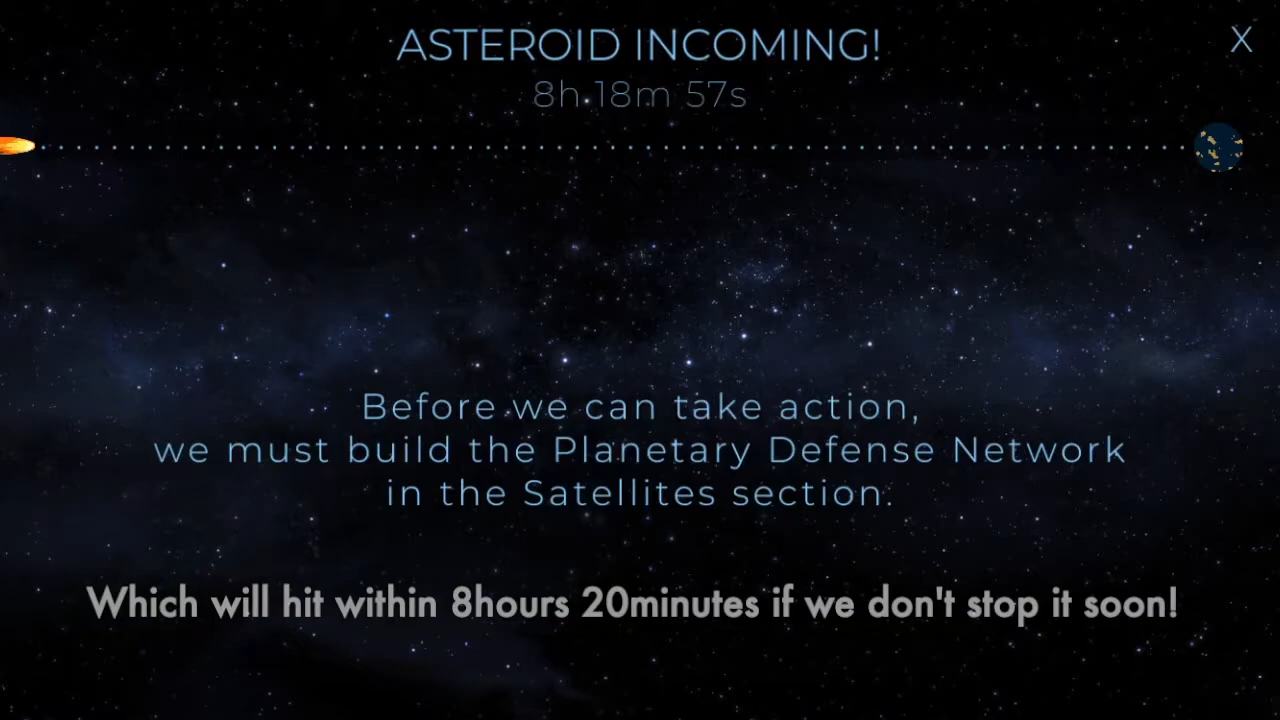 ASTEROID INCOMING!
X
8h 18m 57s
Before we can take action,
we must build the Planetary Defense Network
in the Satellites section.
Which will hit within 8hours 20minutes if we don't stop it soon!